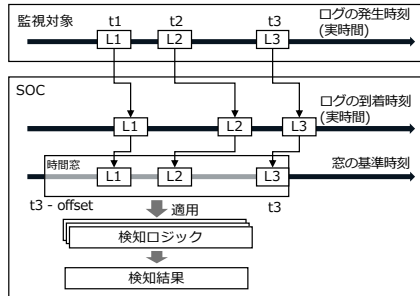 監視対象
t1
t2
t3
ログの発生時刻
(実時間)
L1
L2
L3
SOC
ログの到着時刻
(実時間)
L1
L2
L3
時間窓
窓の基準時刻
L1
L2
L3
t3 - offset
適用
t3
検知ロジック
検知結果